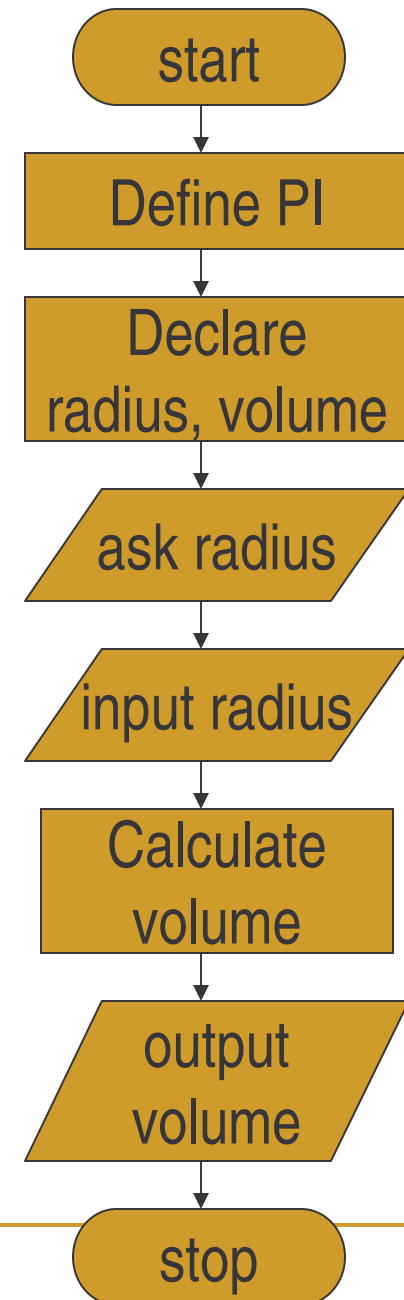 start
Define PI
Declare
radius, volume
ask radius
input radius
Calculate
volume
output
volume
stop